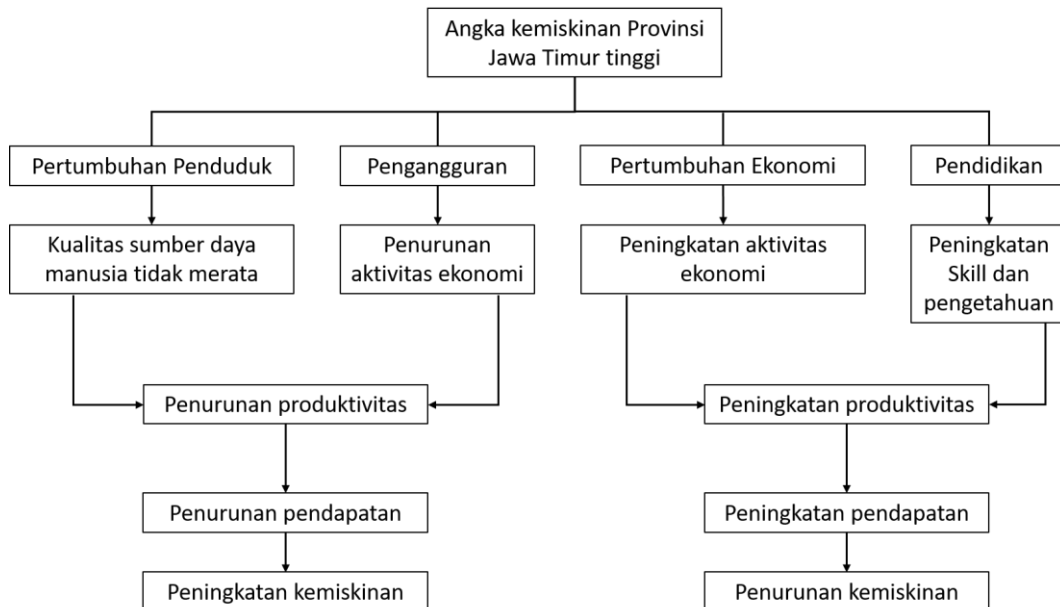 Angka kemiskinan Provinsi
Jawa Timur tinggi
Pertumbuhan Penduduk
Pengangguran
Pertumbuhan Ekonomi
Pendidikan
Kualitas sumber daya
manusia tidak merata
Penurunan
aktivitas ekonomi
Peningkatan aktivitas
ekonomi
Peningkatan
Skill dan
pengetahuan
Penurunan produktivitas
Peningkatan produktivitas
Penurunan pendapatan
Peningkatan pendapatan
Peningkatan kemiskinan
Penurunan kemiskinan